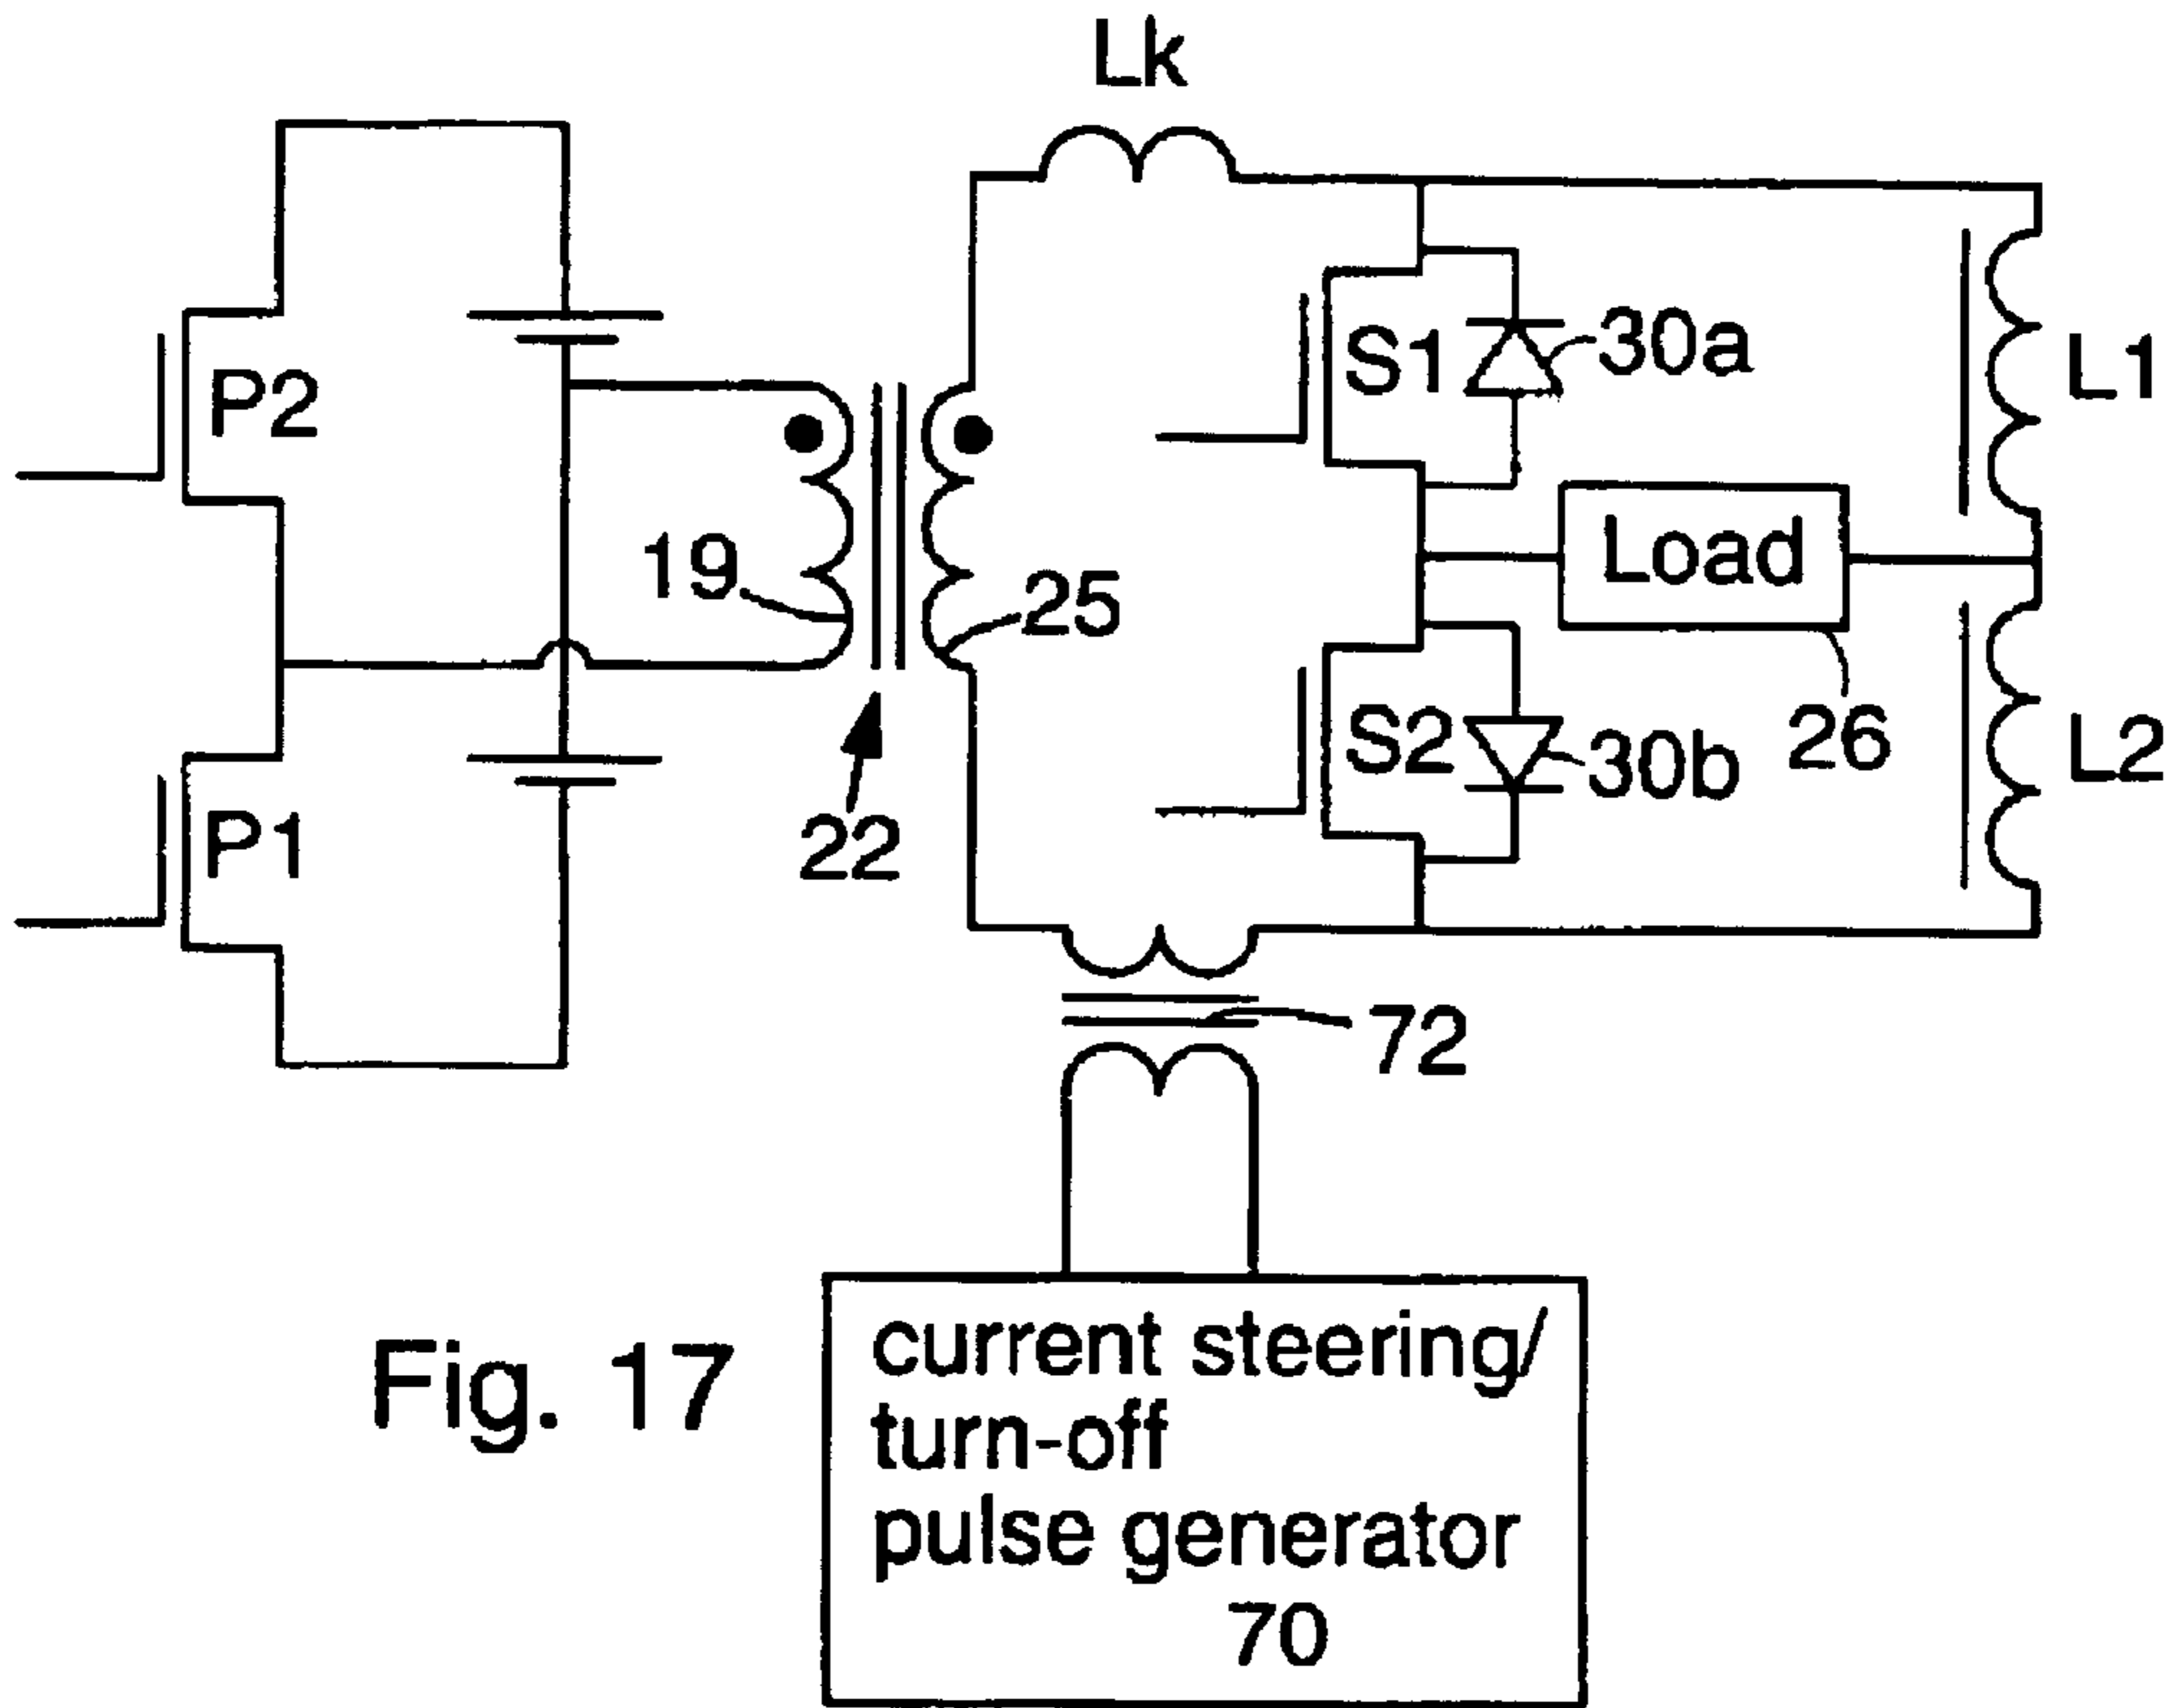 Lk
P2
S1
30a
L1
19
Load
25
S2
30b
26
L2
P1
22
72
Fig. 17
current steering/
turn-off
pulse generator
70